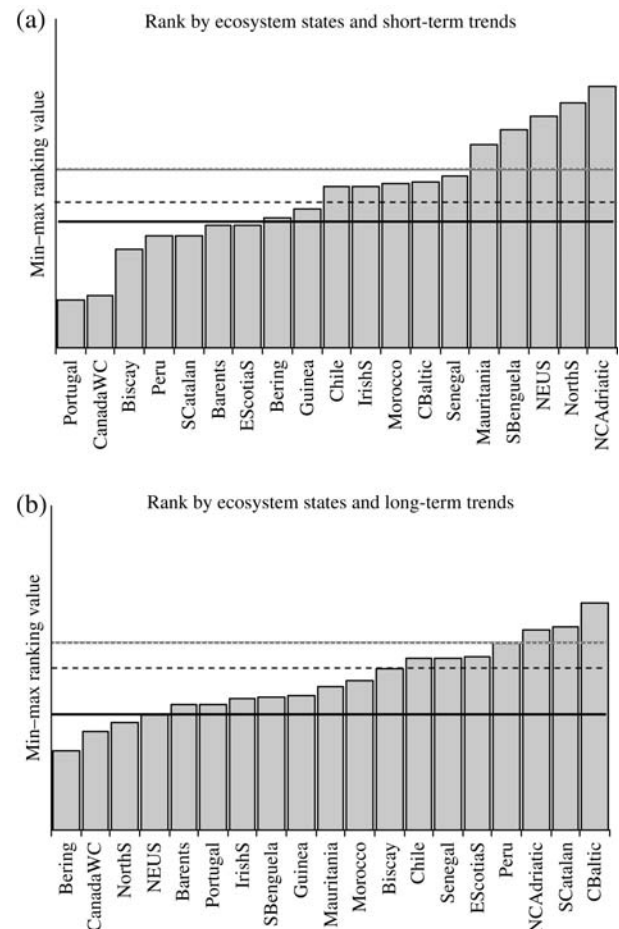 (a)
Rank by ecosystem states and short-term trends
Min–max ranking value
Portugal
CanadaWC
Biscay
Peru
SCatalan
Barents
EScotiaS
Bering
Guinea
Chile
IrishS
Morocco
CBaltic
Senegal
Mauritania
SBenguela
NEUS
NorthS
NCAdriatic
(b)
Rank by ecosystem states and long-term trends
Min–max ranking value
Bering
CanadaWC
NorthS
NEUS
Barents
Portugal
IrishS
SBenguela
Guinea
Mauritania
Morocco
Biscay
Chile
Senegal
EScotiaS
Peru
NCAdriatic
SCatalan
CBaltic